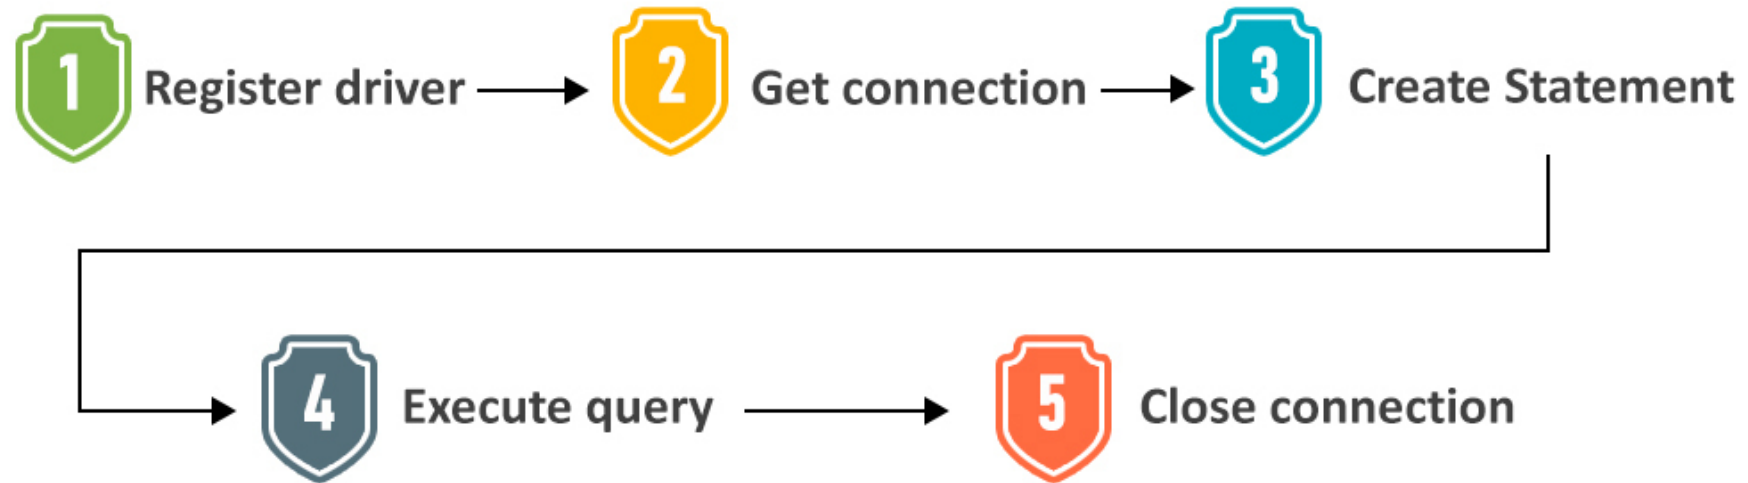 1 Register driver 2 Get connection 3 Create Statement
4 Execute query 5 Close connection